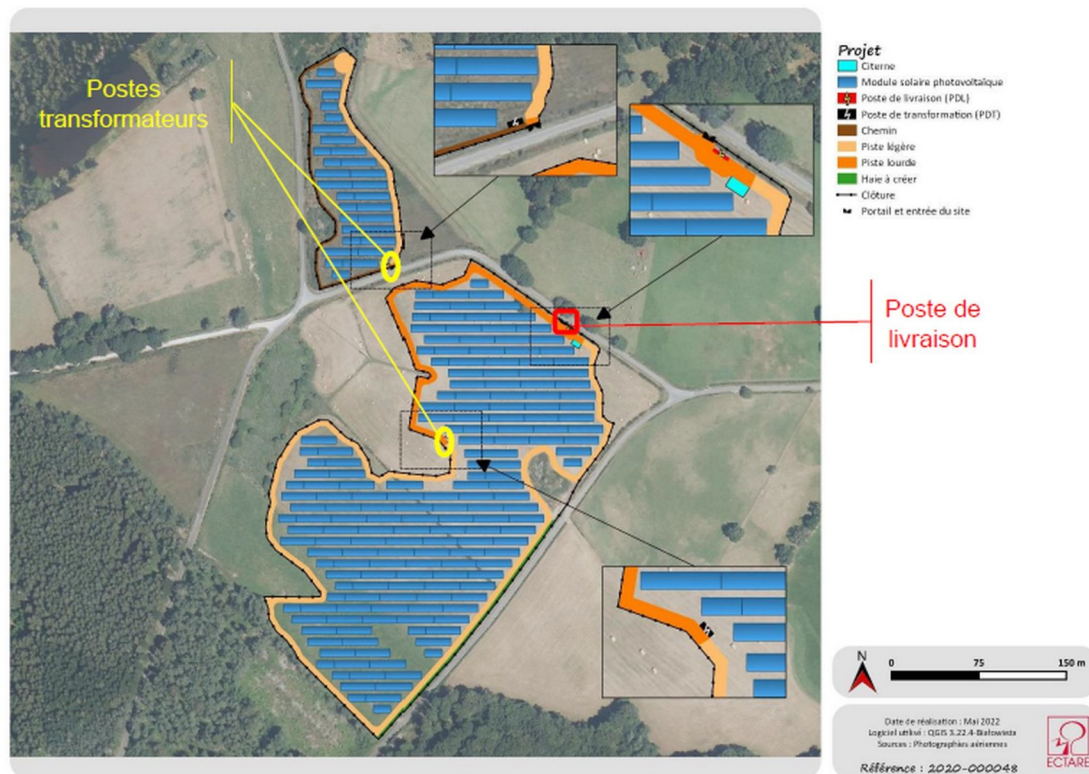 Postes
transformateurs
Poste de
livraison
Projet
Citerne
Module solaire photovoltaïque
Poste de livraison (PDL)
Poste de transformation (PDT)
Chemin
Piste légère
Piste lourde
Haie à créer
Clôture
Portail et entrée du site
N
0 75 150 m
Date de réalisation : Mai 2022
Logiciel utilisé : QGIS 3.22.4-Białowieża
Sources : Photographies aériennes
Référence : 2020-000048
ECTARE